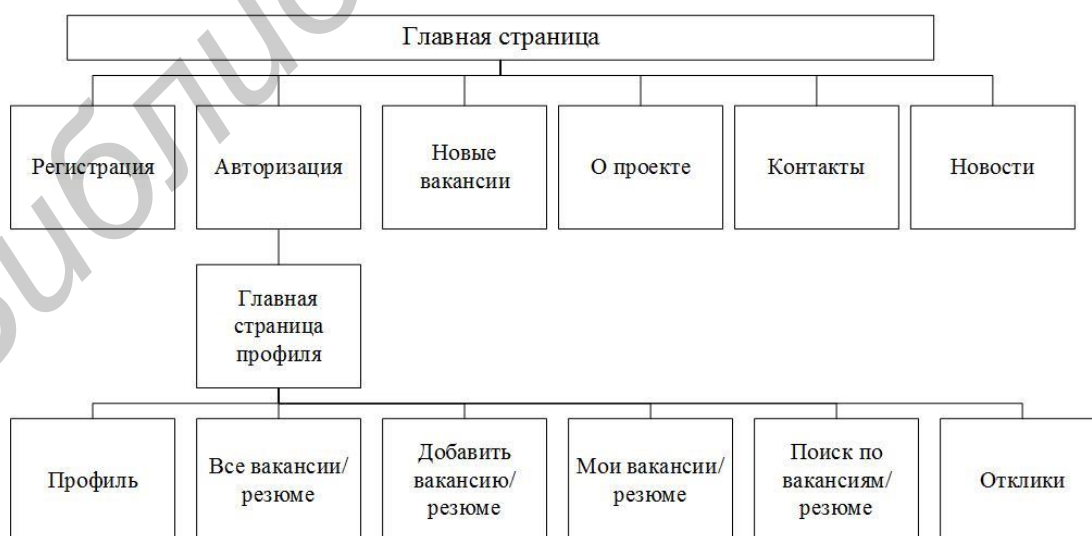 Главная страница
Регистрация
Авторизация
Новые
вакансии
О проекте
Контакты
Новости
Главная
страница
профиля
Профиль
Все вакансии/
резюме
Добавить
вакансию/
резюме
Мои вакансии/
резюме
Поиск по
вакансиям/
резюме
Отклики